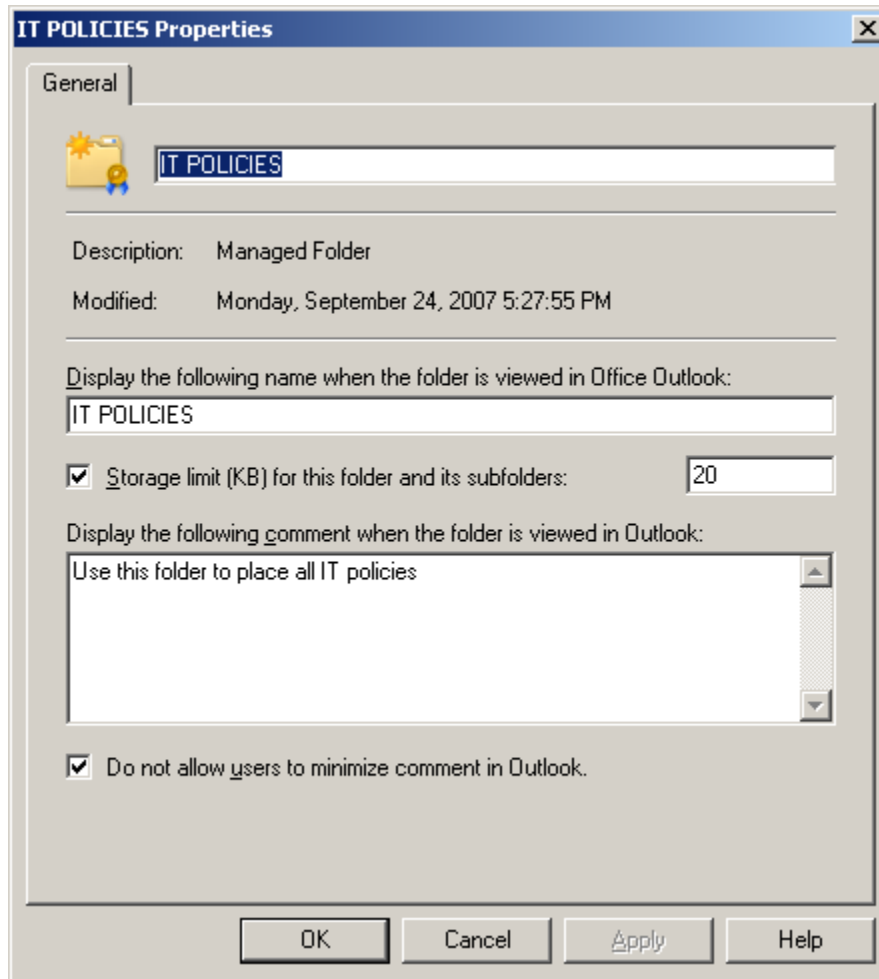 IT POLICIES Properties
General
IT POLICIES
Description: Managed Folder
Modified: Monday, September 24, 2007 5:27:55 PM
Display the following name when the folder is viewed in Office Outlook:
IT POLICIES
Storage limit (KB) for this folder and its subfolders: 20
Display the following comment when the folder is viewed in Outlook:
Use this folder to place all IT policies
Do not allow users to minimize comment in Outlook.
OK Cancel Apply Help